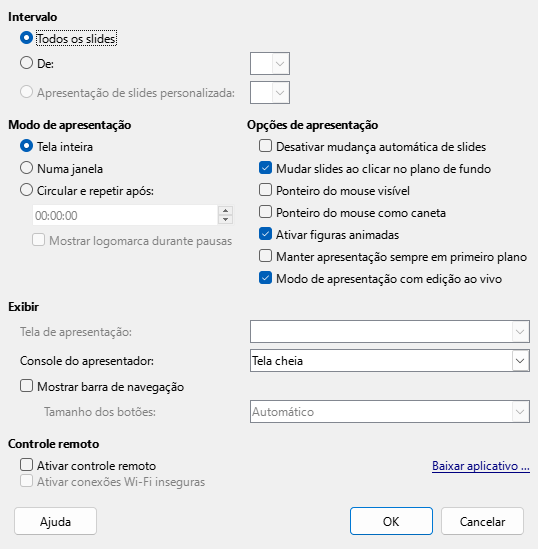 Intervalo
Todos os slides
De:
Apresentação de slides personalizada:
Modo de apresentação
Tela inteira
Numa janela
Circular e repetir após:
00:00:00
Mostrar logomarca durante pausas
Opções de apresentação
Desativar mudança automática de slides
Mudar slides ao clicar no plano de fundo
Ponteiro do mouse visível
Ponteiro do mouse como caneta
Ativar figuras animadas
Manter apresentação sempre em primeiro plano
Modo de apresentação com edição ao vivo
Exibir
Tela de apresentação:
Console do apresentador: Tela cheia
Mostrar barra de navegação
Tamanho dos botões: Automático
Controle remoto
Ativar controle remoto Baixar aplicativo ...
Ativar conexões Wi-Fi inseguras
Ajuda OK Cancelar